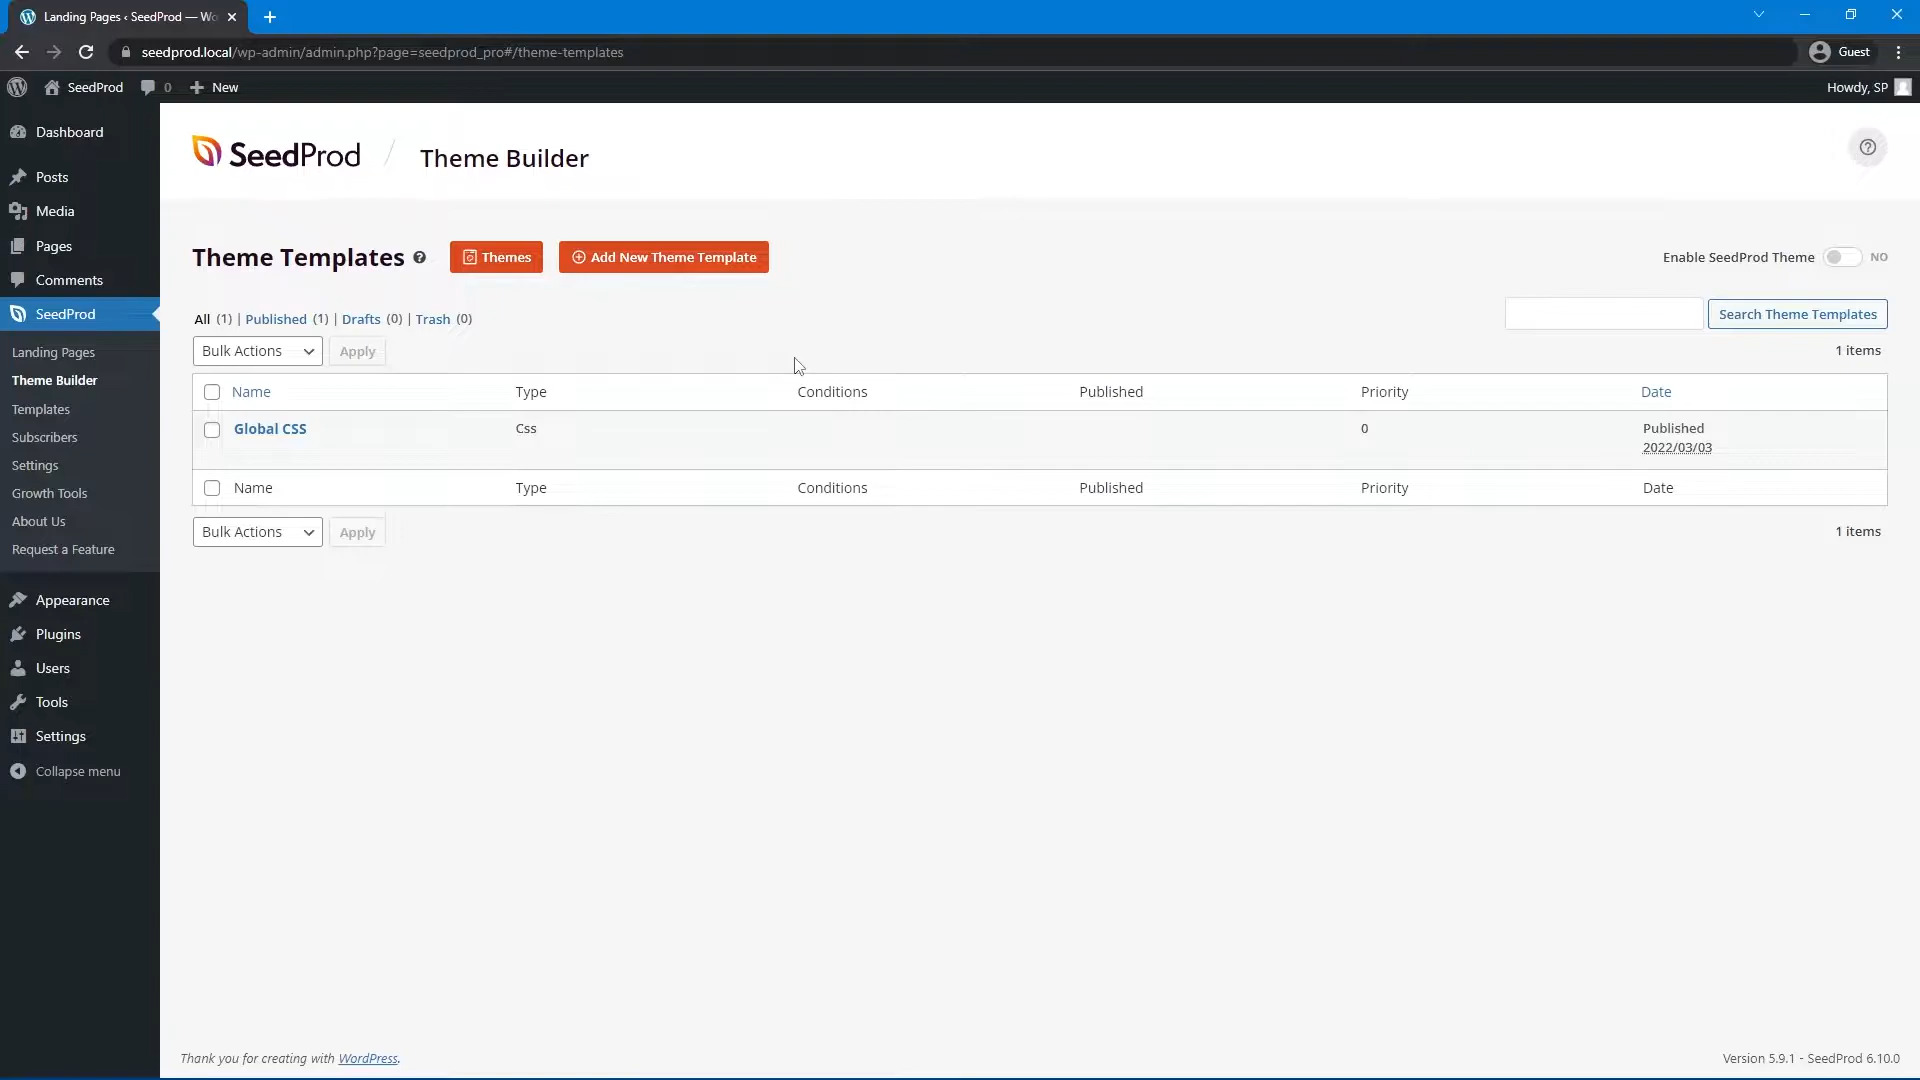 Landing Pages ‹ SeedProd — Wo
seedprod.local/wp-admin/admin.php?page=seedprod_pro#/theme-templates
Guest
SeedProd 0 New
Howdy, SP
Dashboard
Posts
Media
Pages
Comments
SeedProd
Landing Pages
Theme Builder
Templates
Subscribers
Settings
Growth Tools
About Us
Request a Feature
Appearance
Plugins
Users
Tools
Settings
Collapse menu
SeedProd / Theme Builder
Theme Templates Themes Add New Theme Template
Enable SeedProd Theme NO
All (1) | Published (1) | Drafts (0) | Trash (0)
Search Theme Templates
Bulk Actions Apply
1 items
Name Type Conditions Published Priority Date
Global CSS Css 0 Published
2022/03/03
Name Type Conditions Published Priority Date
Bulk Actions Apply
1 items
Thank you for creating with WordPress.
Version 5.9.1 - SeedProd 6.10.0